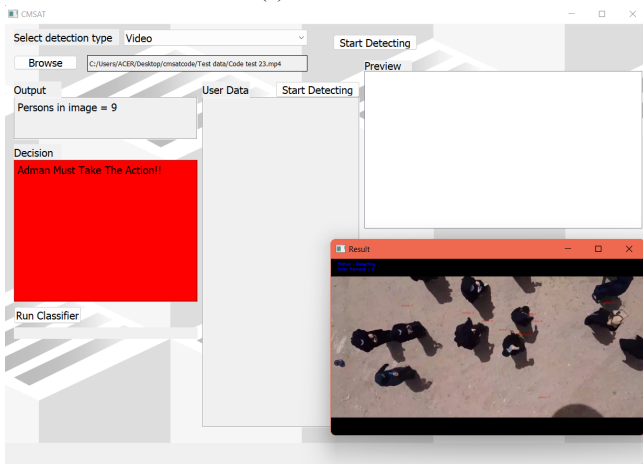 CMSAT
Select detection type Video
Start Detecting
Browse C:/Users/ACER/Desktop/cmsatcode/Test data/Code test 23.mp4
Preview
Output
User Data Start Detecting
Persons in image = 9
Decision
Adman Must Take The Action!!
Result
Run Classifier